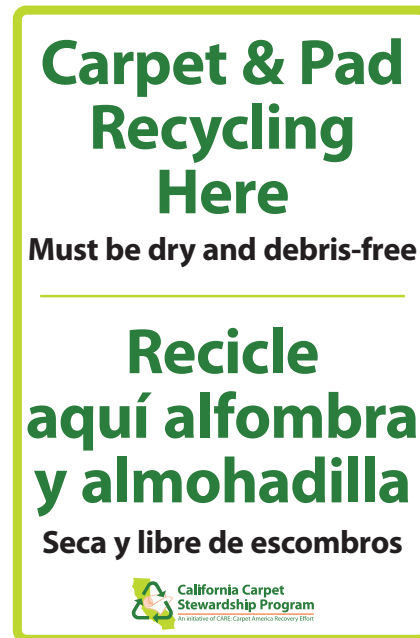 Carpet & Pad
Recycling
Here
Must be dry and debris-free
Recicle
aquí alfombra
y almohadilla
Seca y libre de escombros
California Carpet
Stewardship Program
An initiative of CARE: Carpet America Recovery Effort